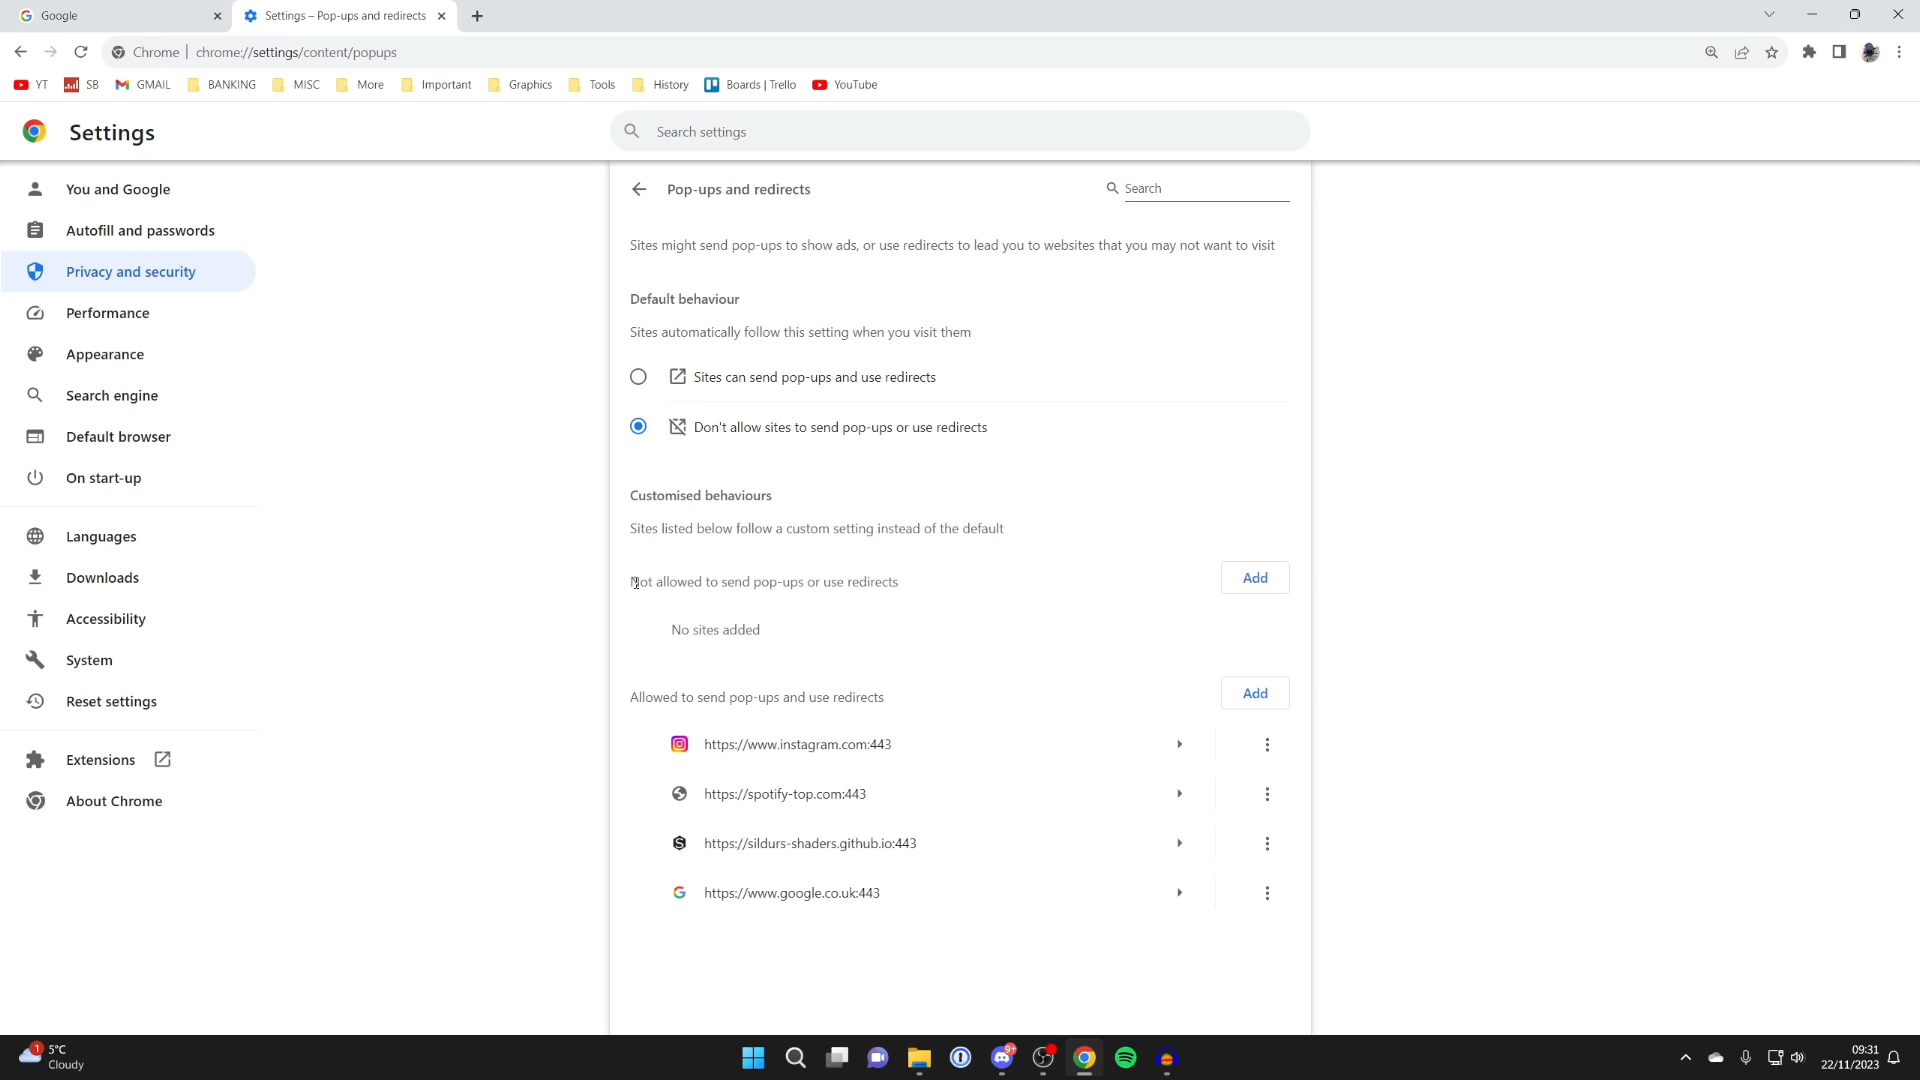 Google
Settings – Pop-ups and redirects
Chrome | chrome://settings/content/popups
YT
SB
GMAIL
BANKING
MISC
More
Important
Graphics
Tools
History
Boards | Trello
YouTube
Settings
Search settings
You and Google
Autofill and passwords
Privacy and security
Performance
Appearance
Search engine
Default browser
On start-up
Languages
Downloads
Accessibility
System
Reset settings
Extensions
About Chrome
Pop-ups and redirects
Search
Sites might send pop-ups to show ads, or use redirects to lead you to websites that you may not want to visit
Default behaviour
Sites automatically follow this setting when you visit them
Sites can send pop-ups and use redirects
Don't allow sites to send pop-ups or use redirects
Customised behaviours
Sites listed below follow a custom setting instead of the default
Not allowed to send pop-ups or use redirects
Add
No sites added
Allowed to send pop-ups and use redirects
Add
https://www.instagram.com:443
https://spotify-top.com:443
https://sildurs-shaders.github.io:443
https://www.google.co.uk:443
1
5°C
Cloudy
9+
09:31
22/11/2023